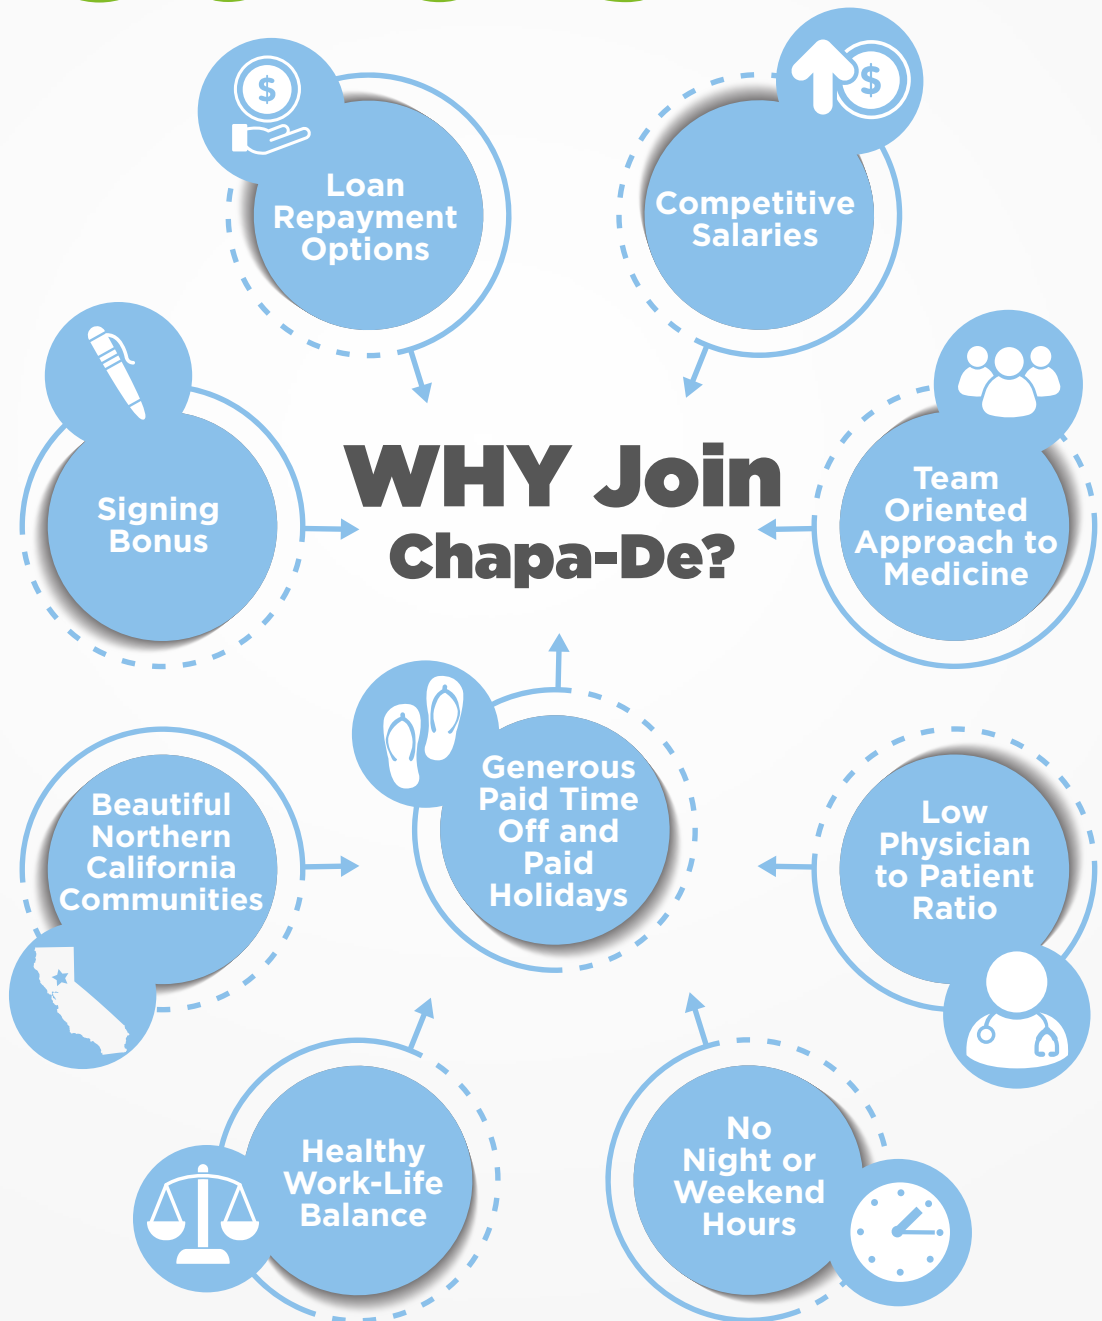 $
Loan
Repayment
Options
$
Competitive
Salaries
Signing
Bonus
WHY Join
Chapa-De?
Team
Oriented
Approach to
Medicine
Beautiful
Northern
California
Communities
Generous
Paid Time
Off and
Paid
Holidays
Low
Physician
to Patient
Ratio
Healthy
Work-Life
Balance
No
Night or
Weekend
Hours